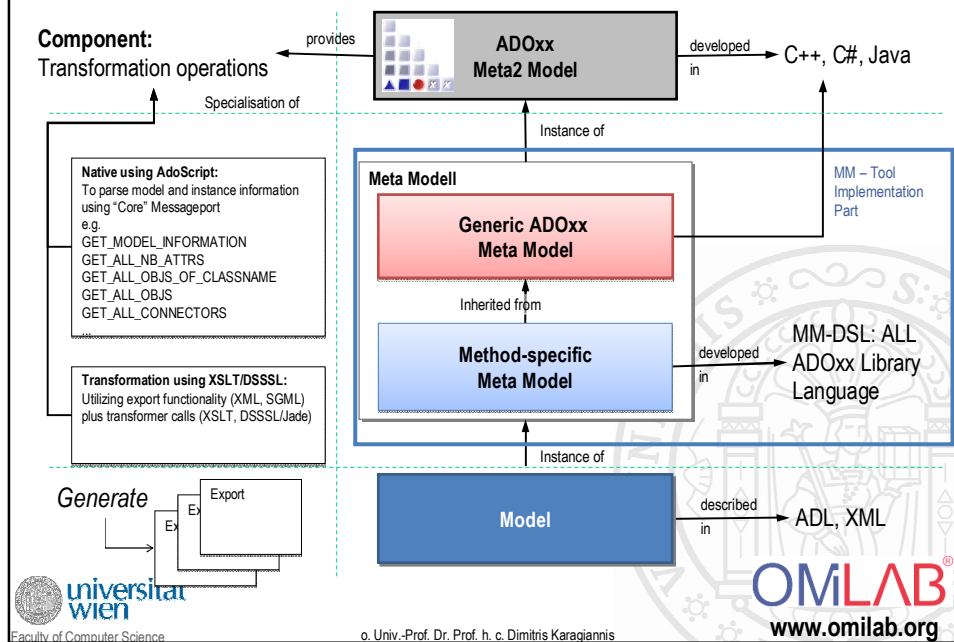 Component:
Transformation operations
provides
ADOxx
Meta2 Model
developed
in
C++, C#, Java
Specialisation of
Instance of
Native using AdoScript:
To parse model and instance information
using “Core” Messageport
e.g.
GET_MODEL_INFORMATION
GET_ALL_NB_ATTRS
GET_ALL_OBJS_OF_CLASSNAME
GET_ALL_OBJS
GET_ALL_CONNECTORS
...
Meta Modell
Generic ADOxx
Meta Model
MM – Tool
Implementation
Part
Inherited from
Method-specific
Meta Model
developed
in
MM-DSL: ALL
ADOxx Library
Language
Transformation using XSLT/DSSSL:
Utilizing export functionality (XML, SGML)
plus transformer calls (XSLT, DSSSL/Jade)
Instance of
Generate
Export
Ex
Ex
Model
described
in
ADL, XML
universität
wien
Faculty of Computer Science
o. Univ.-Prof. Dr. Prof. h. c. Dimitris Karagiannis
OMiLAB®
www.omilab.org